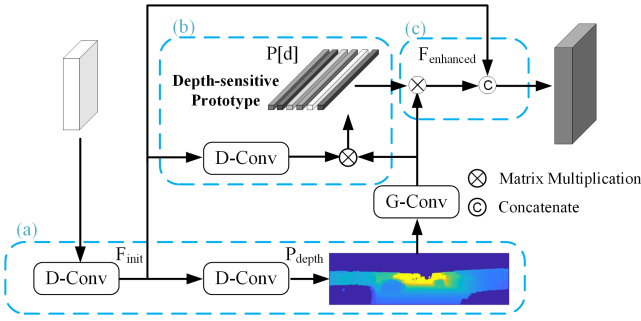 (b)
P[d]
(c)
F_enhanced
Depth-sensitive
Prototype
C
D-Conv
Matrix Multiplication
G-Conv
C
Concatenate
(a)
F_init
P_depth
D-Conv
D-Conv